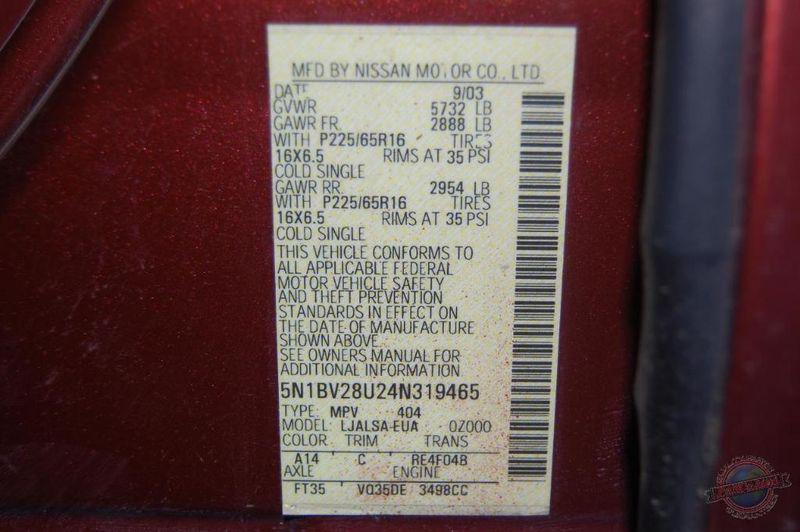 MFD BY NISSAN MOTOR CO., LTD
DATE 9/03
GVWR 5732 LB
GAWR FR. 2888 LB
WITH P225/65R16 TIRES
16X6.5 RIMS AT 35 PSI
COLD SINGLE
GAWR RR. 2954 LB
WITH P225/65R16 TIRES
16X6.5 RIMS AT 35 PSI
COLD SINGLE
THIS VEHICLE CONFORMS TO
ALL APPLICABLE FEDERAL
MOTOR VEHICLE SAFETY
AND THEFT PREVENTION
STANDARDS IN EFFECT ON
THE DATE OF MANUFACTURE
SHOWN ABOVE.
SEE OWNERS MANUAL FOR
ADDITIONAL INFORMATION
5N1BV28U24N319465
TYPE: MPV 404
MODEL: LJALSA-EUA 0Z000
COLOR TRIM TRANS
A14 C RE4F04B
AXLE ENGINE
FT35 VQ35DE 3498CC